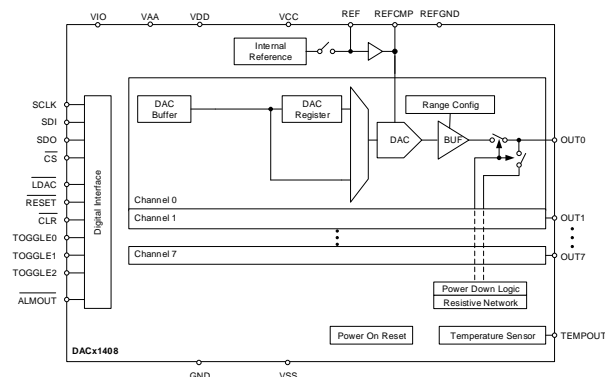 VIO VAA VDD VCC REF REFCMP REFGND
Internal
Reference
SCLK
SDI
SDO
CS
LDAC
RESET
CLR
TOGGLE0
TOGGLE1
TOGGLE2
ALMOUT
Digital Interface
DAC
Buffer
DAC
Register
Range Config
DAC
BUF
OUT0
Channel 0
Channel 1
OUT1
Channel 7
OUT7
Power Down Logic
Resistive Network
Power On Reset
Temperature Sensor
TEMPOUT
DACx1408
GND VSS